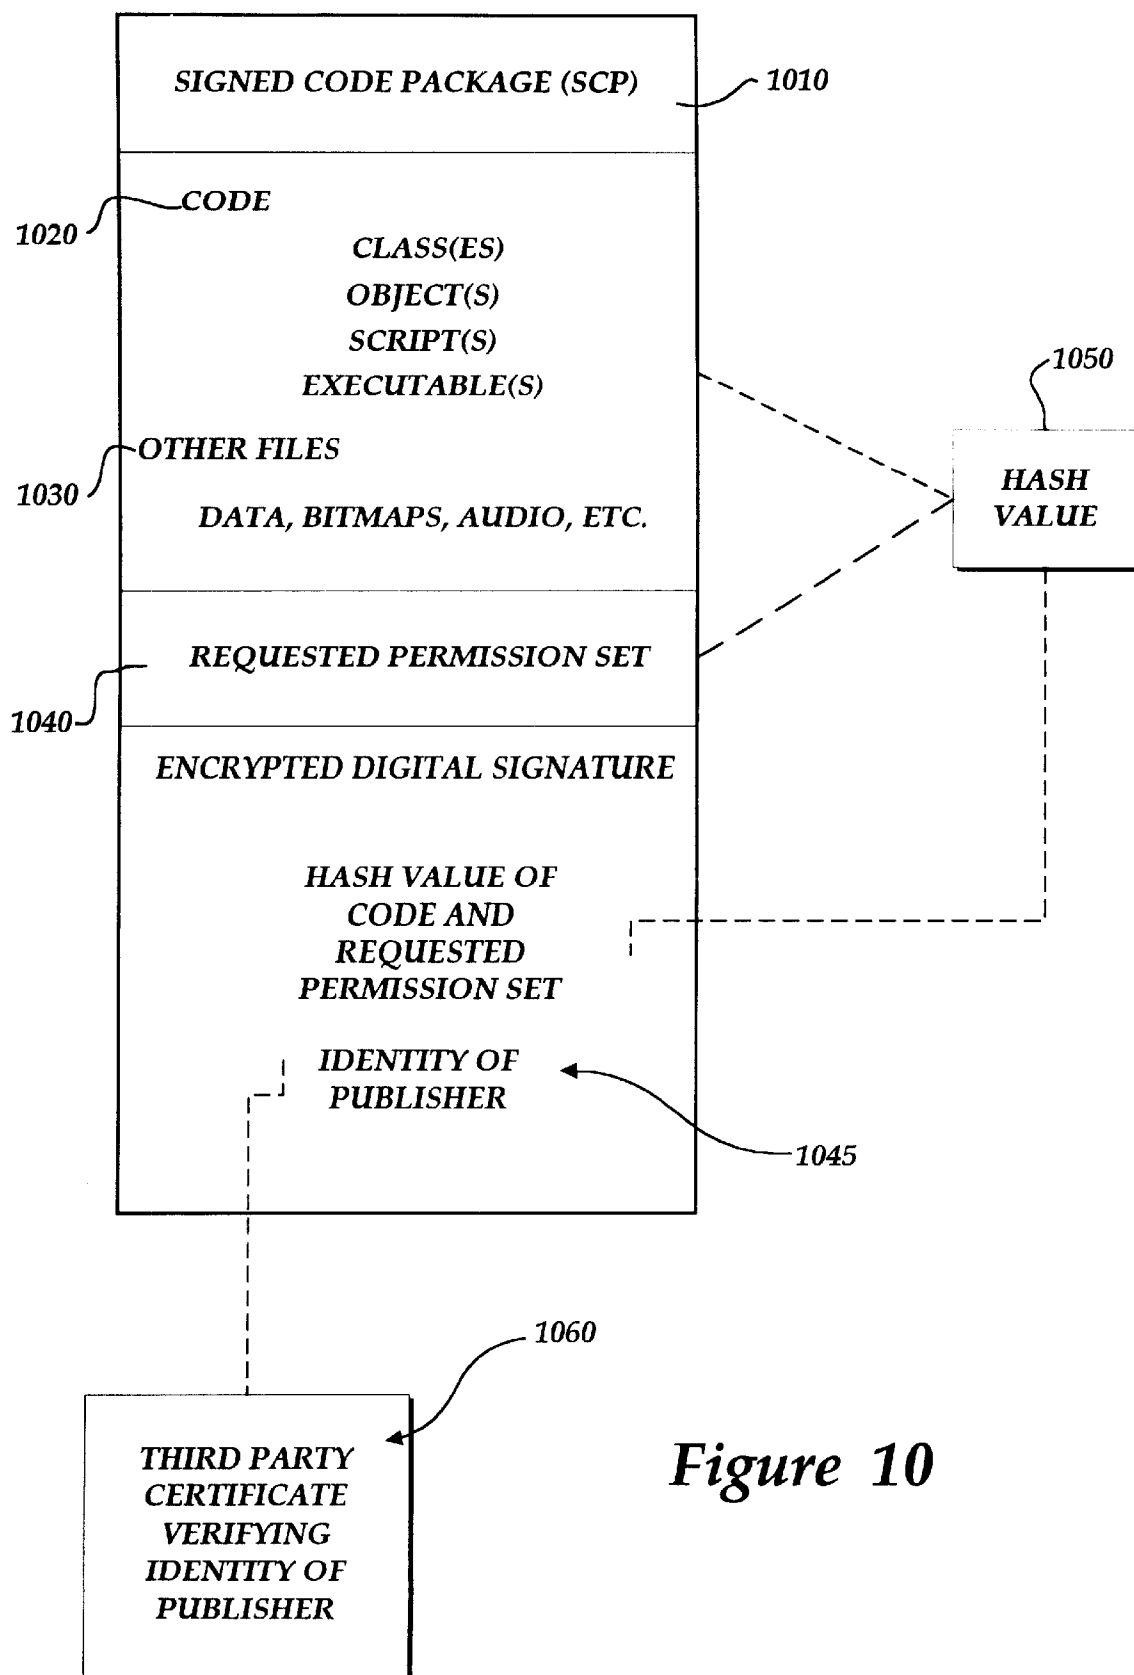 SIGNED CODE PACKAGE (SCP)
1010
CODE
1020
CLASS(ES)
OBJECT(S)
SCRIPT(S)
EXECUTABLE(S)
1050
OTHER FILES
1030
DATA, BITMAPS, AUDIO, ETC.
HASH
VALUE
REQUESTED PERMISSION SET
1040
ENCRYPTED DIGITAL SIGNATURE
HASH VALUE OF
CODE AND
REQUESTED
PERMISSION SET
IDENTITY OF
PUBLISHER
1045
1060
THIRD PARTY
CERTIFICATE
VERIFYING
IDENTITY OF
PUBLISHER
Figure 10